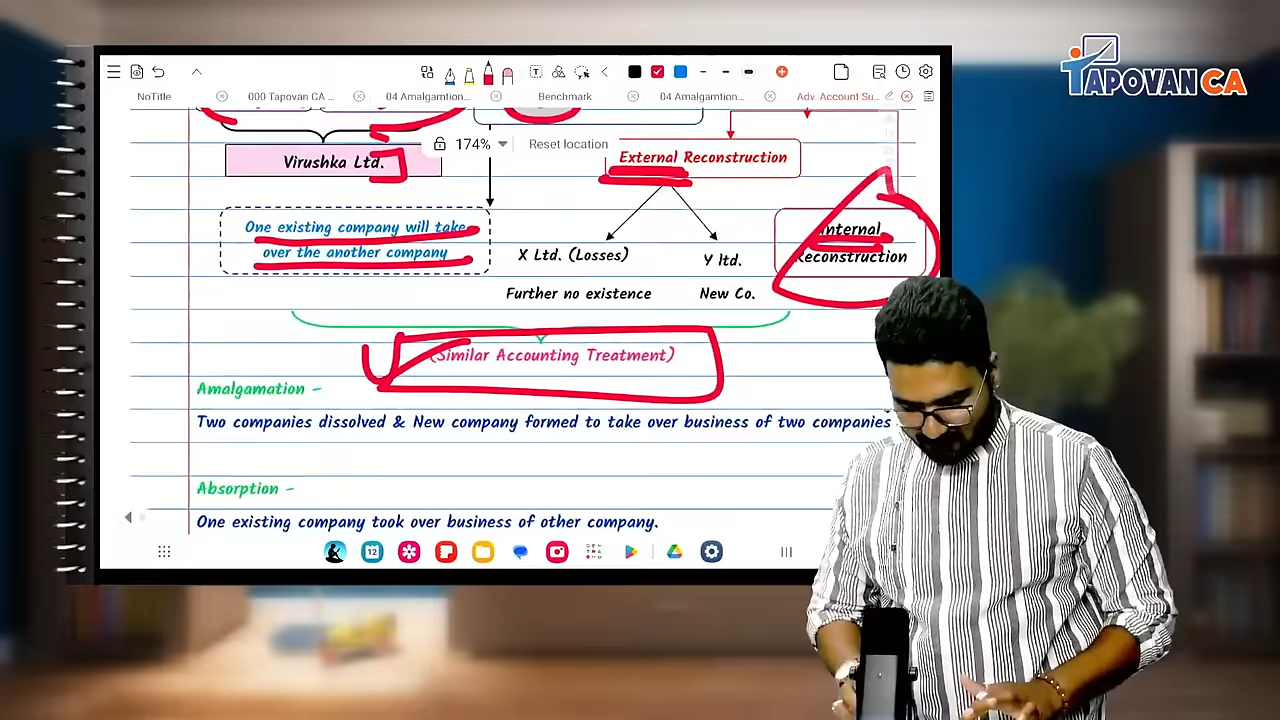 TAPOVAN CA
NoTitle
000 Tapovan CA ...
04 Amalgamtion...
Benchmark
04 Amalgamtion...
Adv. Account Su...
174%
Reset location
Virushka Ltd.
External Reconstruction
One existing company will take
over the another company
X Ltd. (Losses)
Y ltd.
Internal
Reconstruction
Further no existence
New Co.
(Similar Accounting Treatment)
Amalgamation -
Two companies dissolved & New company formed to take over business of two companies
Absorption -
One existing company took over business of other company.
12